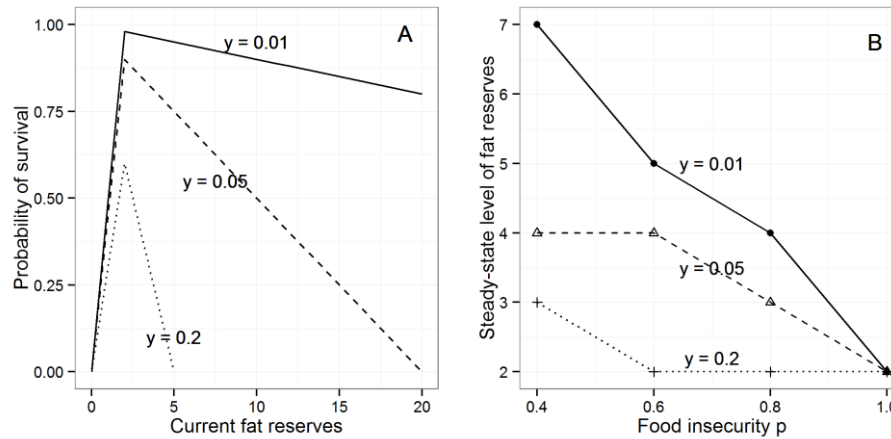 A
y = 0.01
y = 0.05
y = 0.2
1.00
0.75
0.50
0.25
0.00
Probability of survival
0 5 10 15 20
Current fat reserves
B
y = 0.01
y = 0.05
y = 0.2
7
6
5
4
3
2
Steady-state level of fat reserves
0.4 0.6 0.8 1.0
Food insecurity p